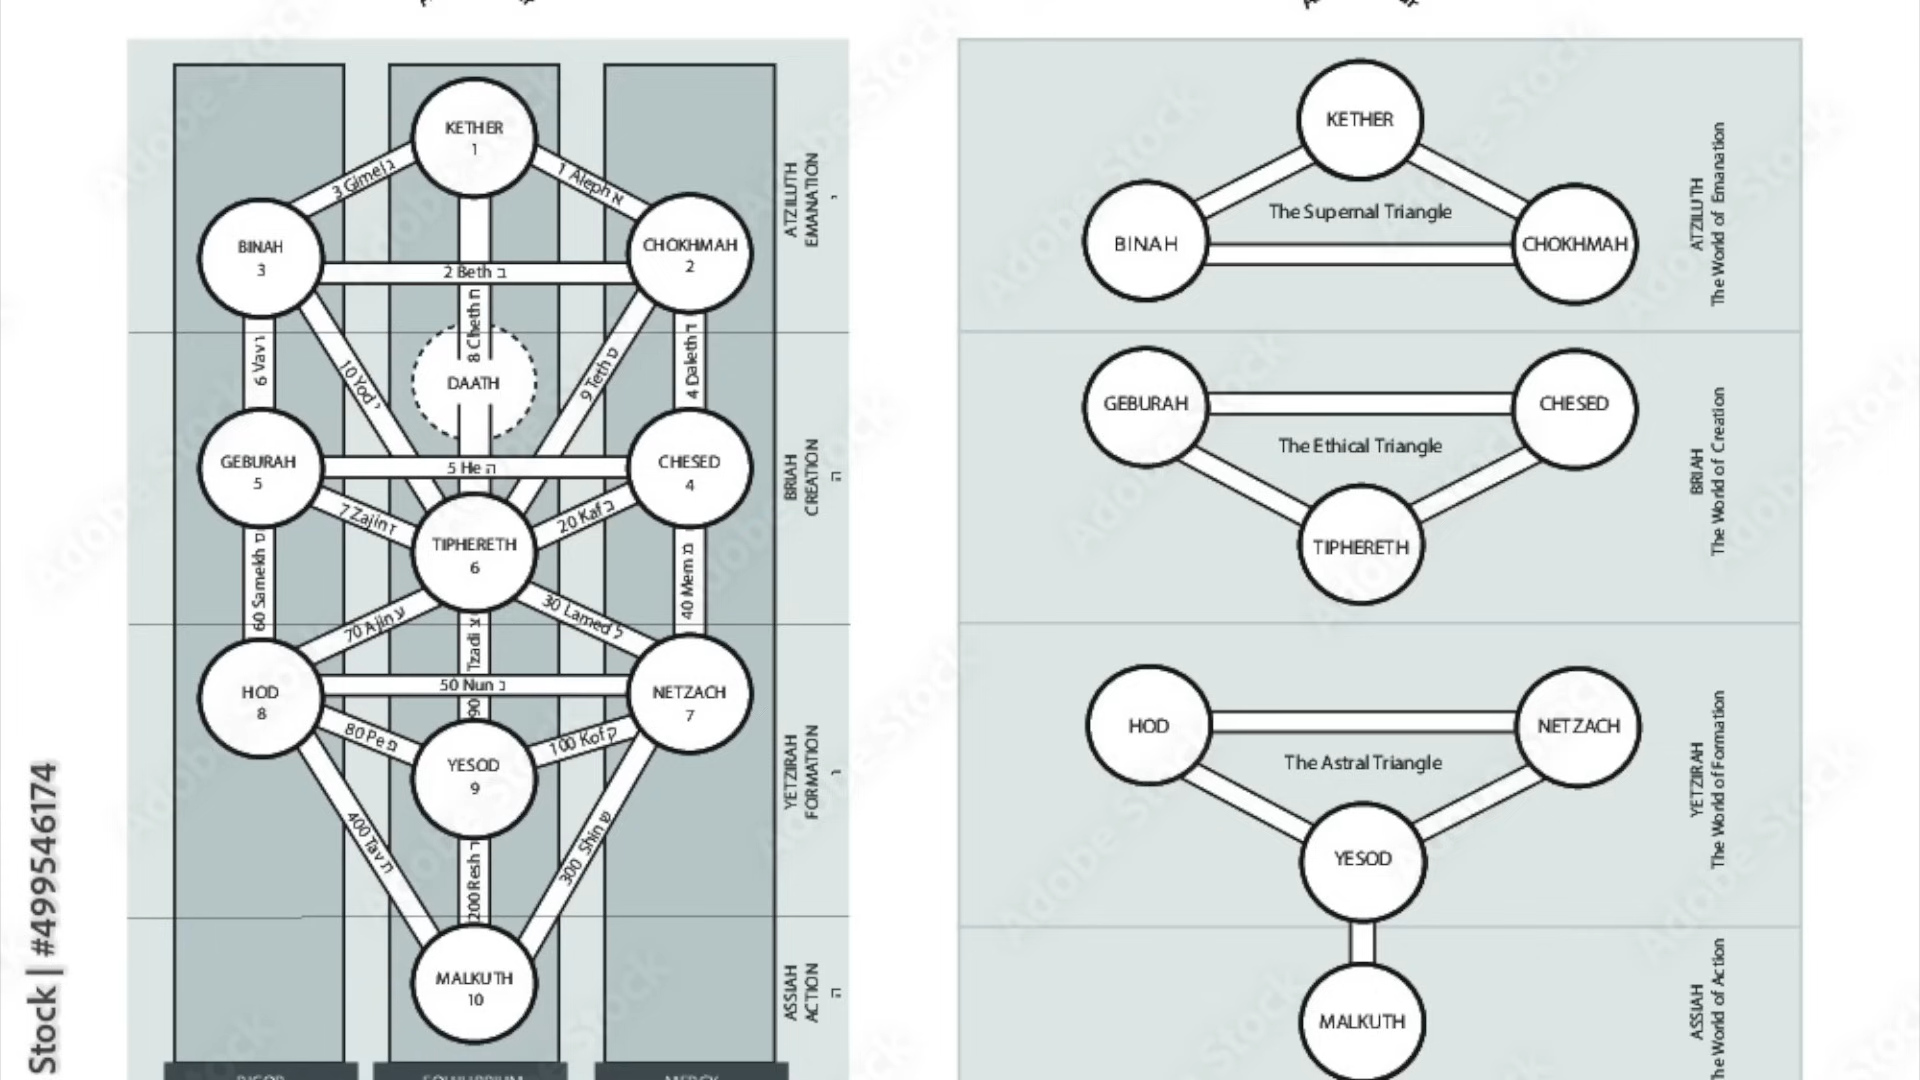 KETHER
1
3 Gimel ג
1 Aleph א
BINAH
3
CHOKHMAH
2
2 Beth ב
8 Cheth ח
6 Vav ו
10 Yod י
DAATH
9 Teth ט
4 Daleth ד
GEBURAH
5
5 He ה
CHESED
4
7 Zajin ז
20 Kaf כ
TIPHERETH
6
60 Samekh ס
40 Mem מ
70 Ajin ע
30 Lamed ל
90 Tzadi צ
HOD
8
50 Nun נ
NETZACH
7
80 Pe פ
100 Kof ק
YESOD
9
400 Tav ת
200 Resh ר
300 Shin ש
MALKUTH
10
ATZILUTH
EMANATION
י
BRIAH
CREATION
ה
YETZIRAH
FORMATION
ו
ASSIAH
ACTION
ה
KETHER
BINAH
CHOKHMAH
The Supernal Triangle
ATZILUTH
The World of Emanation
GEBURAH
CHESED
The Ethical Triangle
TIPHERETH
BRIAH
The World of Creation
HOD
NETZACH
The Astral Triangle
YESOD
YETZIRAH
The World of Formation
MALKUTH
ASSIAH
The World of Action
Stock | #499546174
Adobe Stock